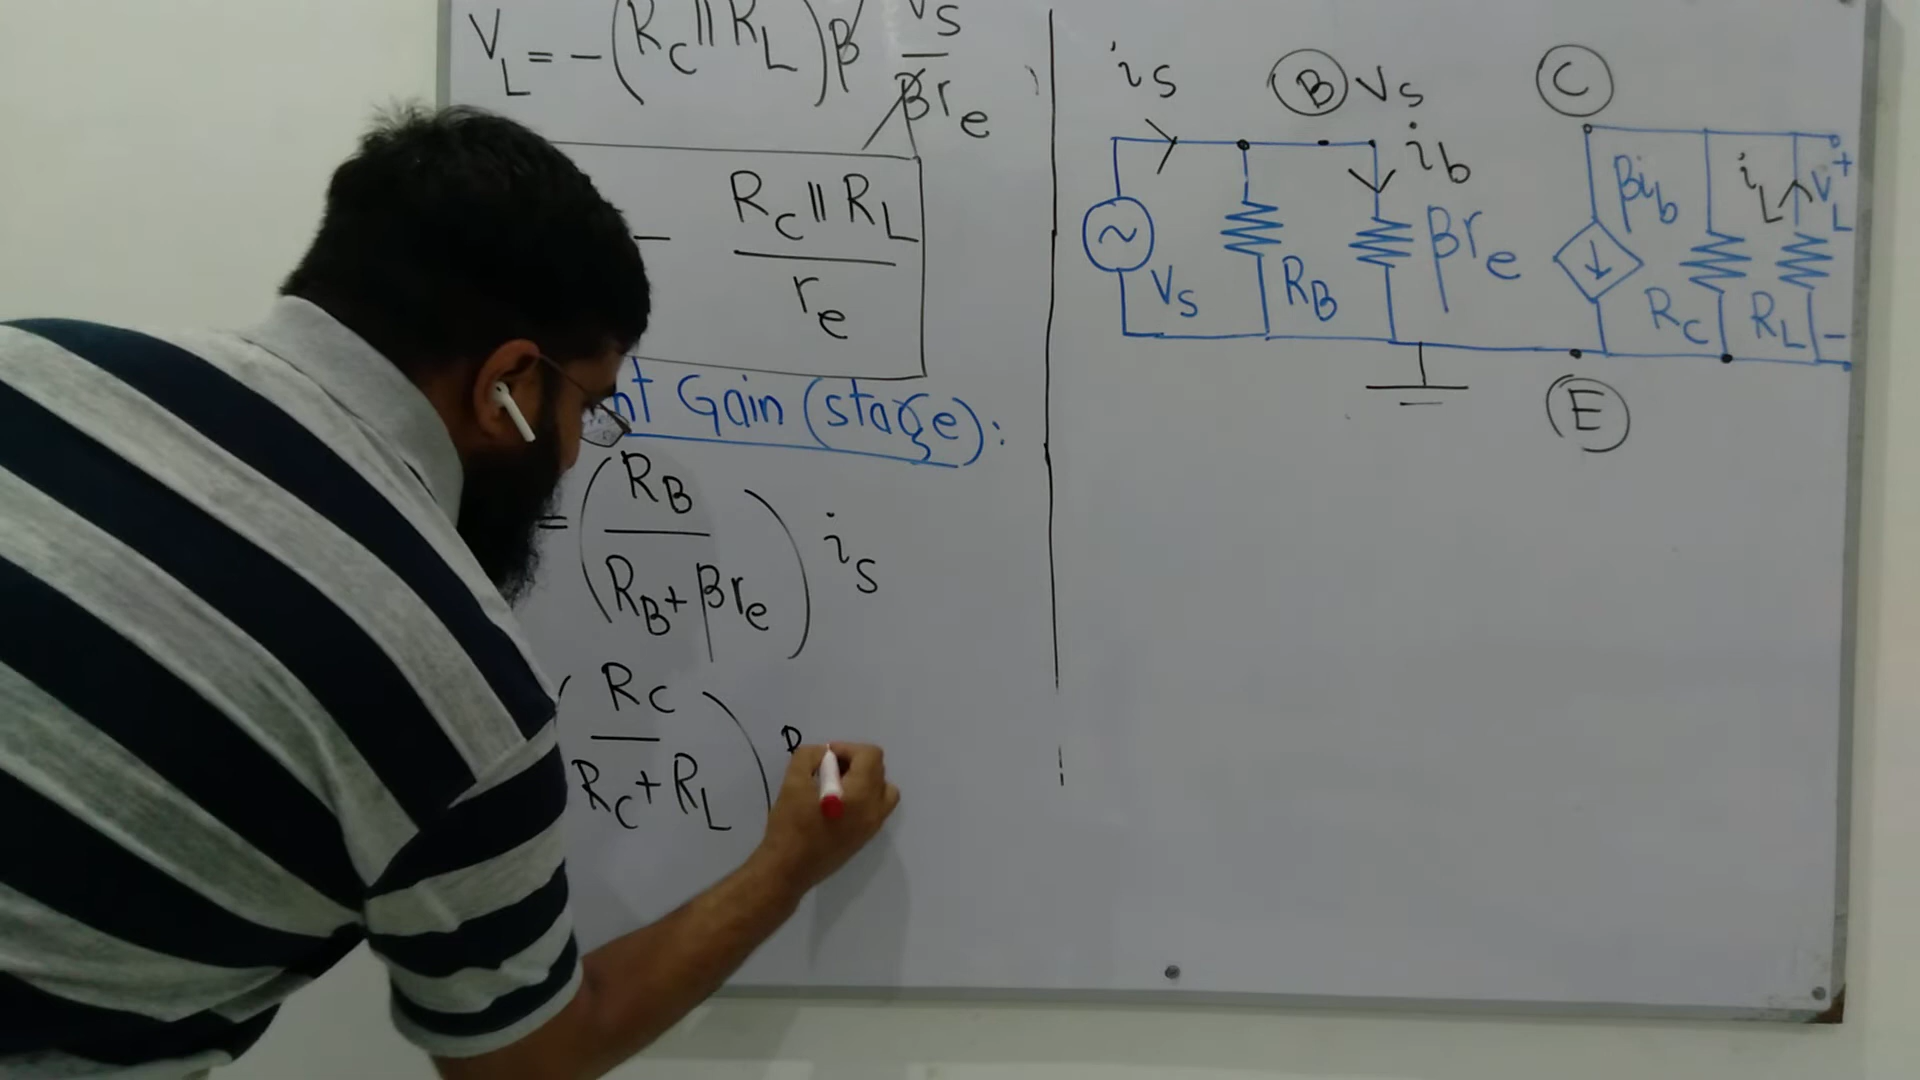 V_L = - (R_C || R_L) β v_s / βr_e
- R_C || R_L / r_e
nt Gain (stage):
= (R_B / R_B + βr_e) i_s
(R_C / R_C + R_L)
i_s B v_s C
i_b
βi_b i_L V_L +
v_s R_B βr_e
R_C R_L -
E